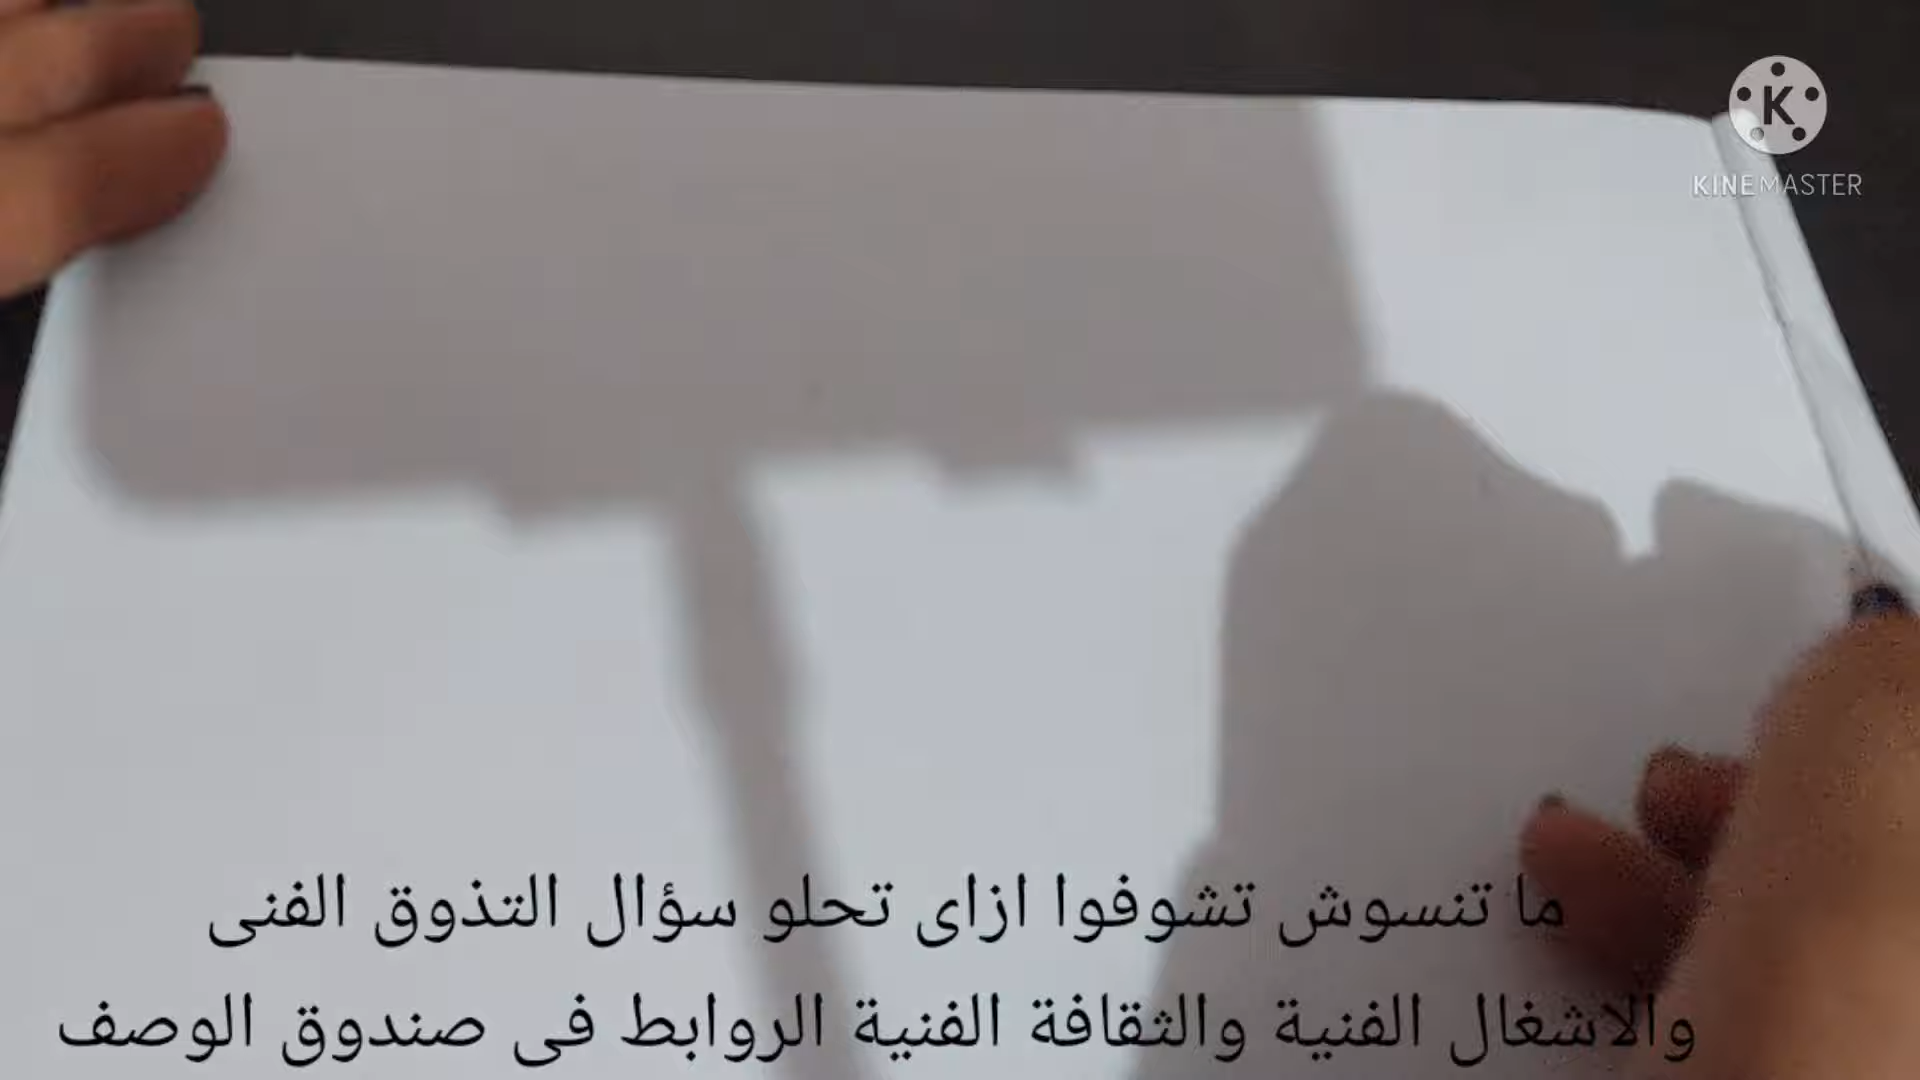 KINEMASTER
ما تنسوش تشوفوا ازاى تحلو سؤال التذوق الفنى
والاشغال الفنية والثقافة الفنية الروابط فى صندوق الوصف